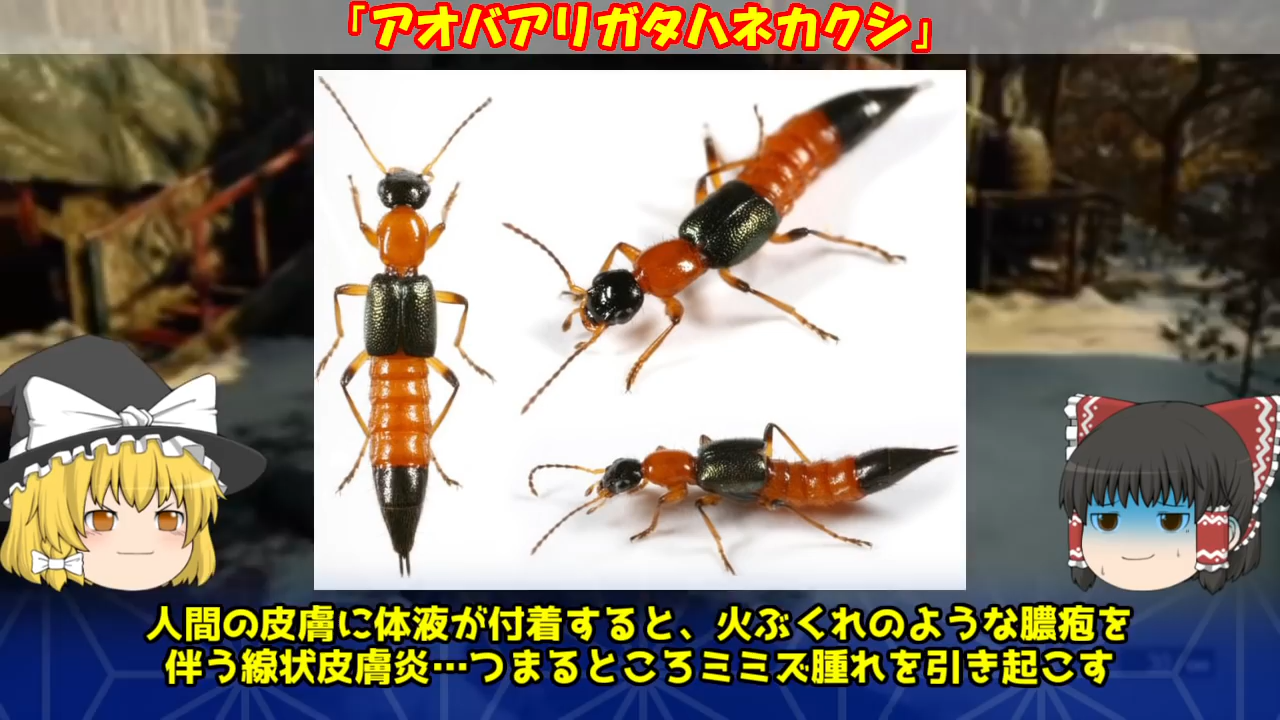 「アオバアリガタハネカクシ」
人間の皮膚に体液が付着すると、火ぶくれのような膿疱を
伴う線状皮膚炎…つまるところミミズ腫れを引き起こす